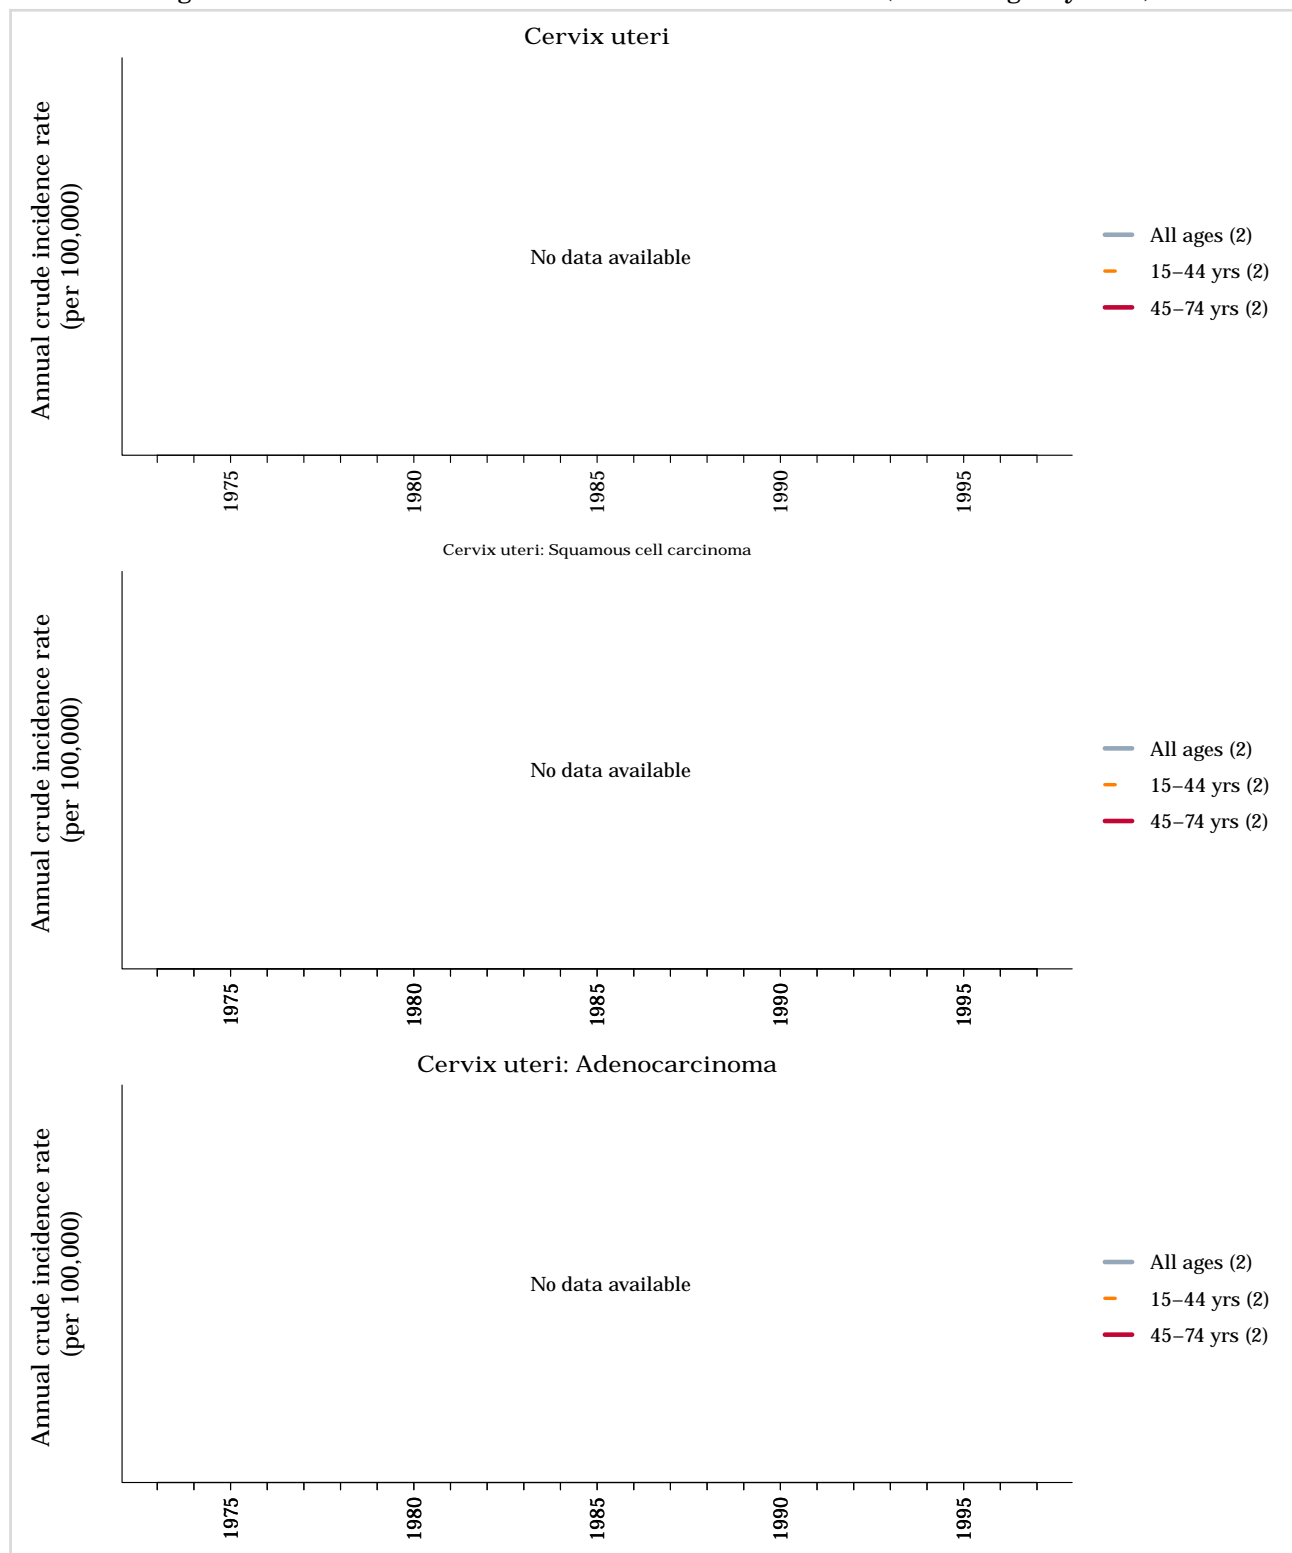 Cervix uteri
Annual crude incidence rate
(per 100,000)
No data available
All ages (2)
15–44 yrs (2)
45–74 yrs (2)
1975
1980
1985
1990
1995
Cervix uteri: Squamous cell carcinoma
Annual crude incidence rate
(per 100,000)
No data available
All ages (2)
15–44 yrs (2)
45–74 yrs (2)
1975
1980
1985
1990
1995
Cervix uteri: Adenocarcinoma
Annual crude incidence rate
(per 100,000)
No data available
All ages (2)
15–44 yrs (2)
45–74 yrs (2)
1975
1980
1985
1990
1995